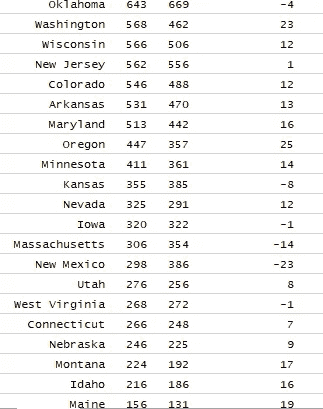 Oklahoma 643 669 -4
Washington 568 462 23
Wisconsin 566 506 12
New Jersey 562 556 1
Colorado 546 488 12
Arkansas 531 470 13
Maryland 513 442 16
Oregon 447 357 25
Minnesota 411 361 14
Kansas 355 385 -8
Nevada 325 291 12
Iowa 320 322 -1
Massachusetts 306 354 -14
New Mexico 298 386 -23
Utah 276 256 8
West Virginia 268 272 -1
Connecticut 266 248 7
Nebraska 246 225 9
Montana 224 192 17
Idaho 216 186 16
Maine 156 131 19